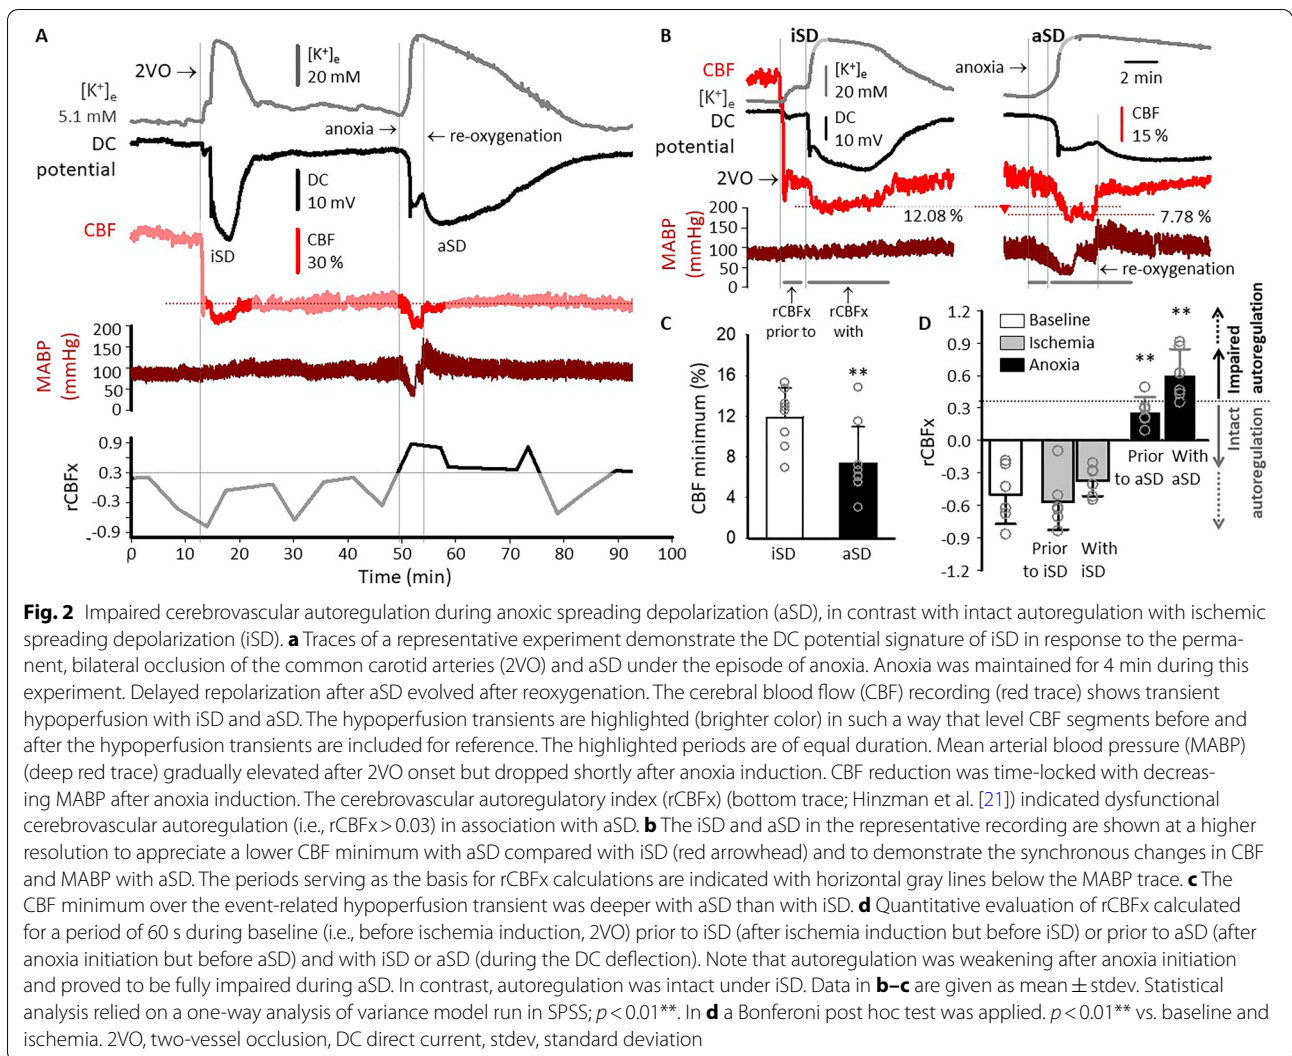 A
2VO →
[K⁺]ₑ
20 mM
[K⁺]ₑ
5.1 mM
anoxia →
← re-oxygenation
DC
potential
DC
10 mV
CBF
iSD
CBF
30 %
aSD
MABP
(mmHg)
200
150
100
50
0
rCBFx
0.9
0.3
-0.3
-0.9
0 10 20 30 40 50 60 70 80 90 100
Time (min)
B
iSD
aSD
CBF
anoxia →
2 min
[K⁺]ₑ
[K⁺]ₑ
20 mM
DC
potential
DC
10 mV
CBF
15 %
2VO →
12.08 %
7.78 %
MABP
(mmHg)
200
150
100
50
0
← re-oxygenation
rCBFx
prior to
rCBFx
with
C
CBF minimum (%)
20
16
12
8
4
0
**
iSD aSD
D
rCBFx
1.2
0.9
0.6
0.3
0.0
-0.3
-0.6
-0.9
-1.2
Baseline
Ischemia
Anoxia
**
**
Prior
to aSD
With
aSD
Prior
to iSD
With
iSD
Impaired
autoregulation
Intact
autoregulation
Fig. 2 Impaired cerebrovascular autoregulation during anoxic spreading depolarization (aSD), in contrast with intact autoregulation with ischemic
spreading depolarization (iSD). a Traces of a representative experiment demonstrate the DC potential signature of iSD in response to the perma-
nent, bilateral occlusion of the common carotid arteries (2VO) and aSD under the episode of anoxia. Anoxia was maintained for 4 min during this
experiment. Delayed repolarization after aSD evolved after reoxygenation. The cerebral blood flow (CBF) recording (red trace) shows transient
hypoperfusion with iSD and aSD. The hypoperfusion transients are highlighted (brighter color) in such a way that level CBF segments before and
after the hypoperfusion transients are included for reference. The highlighted periods are of equal duration. Mean arterial blood pressure (MABP)
(deep red trace) gradually elevated after 2VO onset but dropped shortly after anoxia induction. CBF reduction was time-locked with decreas-
ing MABP after anoxia induction. The cerebrovascular autoregulatory index (rCBFx) (bottom trace; Hinzman et al. [21]) indicated dysfunctional
cerebrovascular autoregulation (i.e., rCBFx > 0.03) in association with aSD. b The iSD and aSD in the representative recording are shown at a higher
resolution to appreciate a lower CBF minimum with aSD compared with iSD (red arrowhead) and to demonstrate the synchronous changes in CBF
and MABP with aSD. The periods serving as the basis for rCBFx calculations are indicated with horizontal gray lines below the MABP trace. c The
CBF minimum over the event-related hypoperfusion transient was deeper with aSD than with iSD. d Quantitative evaluation of rCBFx calculated
for a period of 60 s during baseline (i.e., before ischemia induction, 2VO) prior to iSD (after ischemia induction but before iSD) or prior to aSD (after
anoxia initiation but before aSD) and with iSD or aSD (during the DC deflection). Note that autoregulation was weakening after anoxia initiation
and proved to be fully impaired during aSD. In contrast, autoregulation was intact under iSD. Data in b–c are given as mean ± stdev. Statistical
analysis relied on a one-way analysis of variance model run in SPSS; p < 0.01**. In d a Bonferoni post hoc test was applied. p < 0.01** vs. baseline and
ischemia. 2VO, two-vessel occlusion, DC direct current, stdev, standard deviation